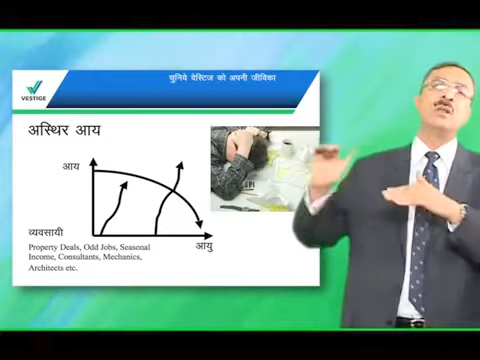 चुनिये वेस्टिज को अपनी जीविका
VESTIGE
अस्थिर आय
आय
व्यवसायी
आयु
Property Deals, Odd Jobs, Seasonal
Income, Consultants, Mechanics,
Architects etc.